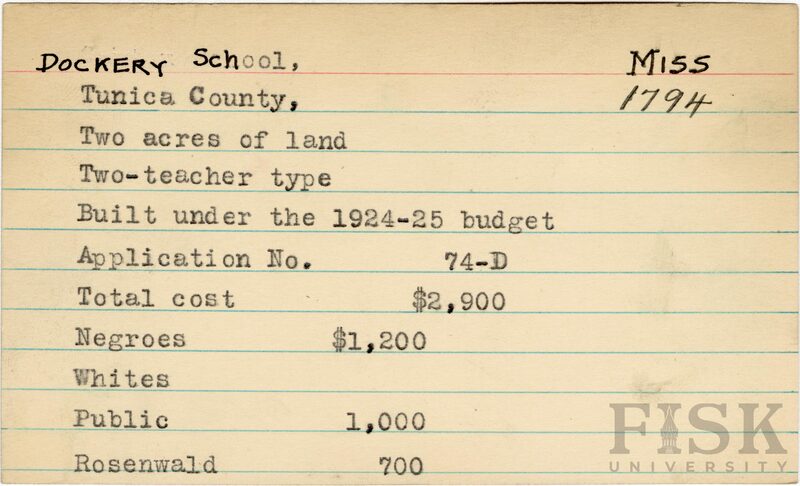 DOCKERY School, MISS
Tunica County, 1794
Two acres of land
Two-teacher type
Built under the 1924-25 budget
Application No. 74-D
Total cost $2,900
Negroes $1,200
Whites
Public 1,000
Rosenwald 700
FISK
UNIVERSITY